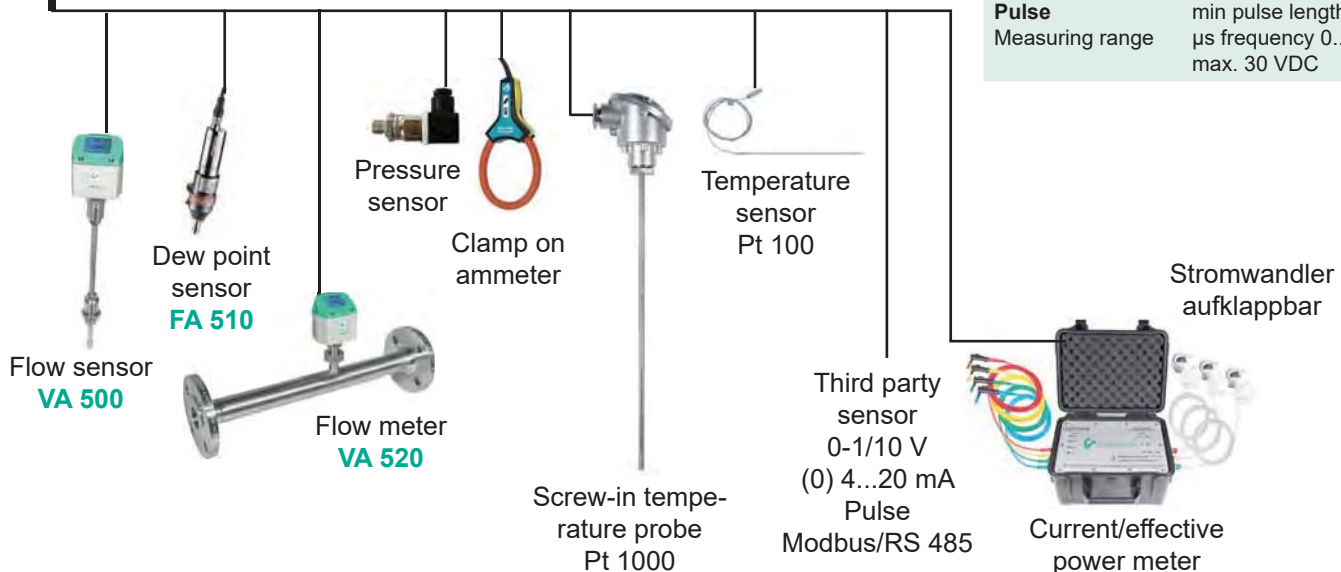 Pulse
Measuring range
min pulse length
µs frequency 0..
max. 30 VDC
Pressure
sensor
Temperature
sensor
Pt 100
Clamp on
ammeter
Dew point
sensor
FA 510
Stromwandler
aufklappbar
Flow sensor
VA 500
Flow meter
VA 520
Third party
sensor
0-1/10 V
(0) 4...20 mA
Pulse
Modbus/RS 485
Screw-in tempe-
rature probe
Pt 1000
Current/effective
power meter